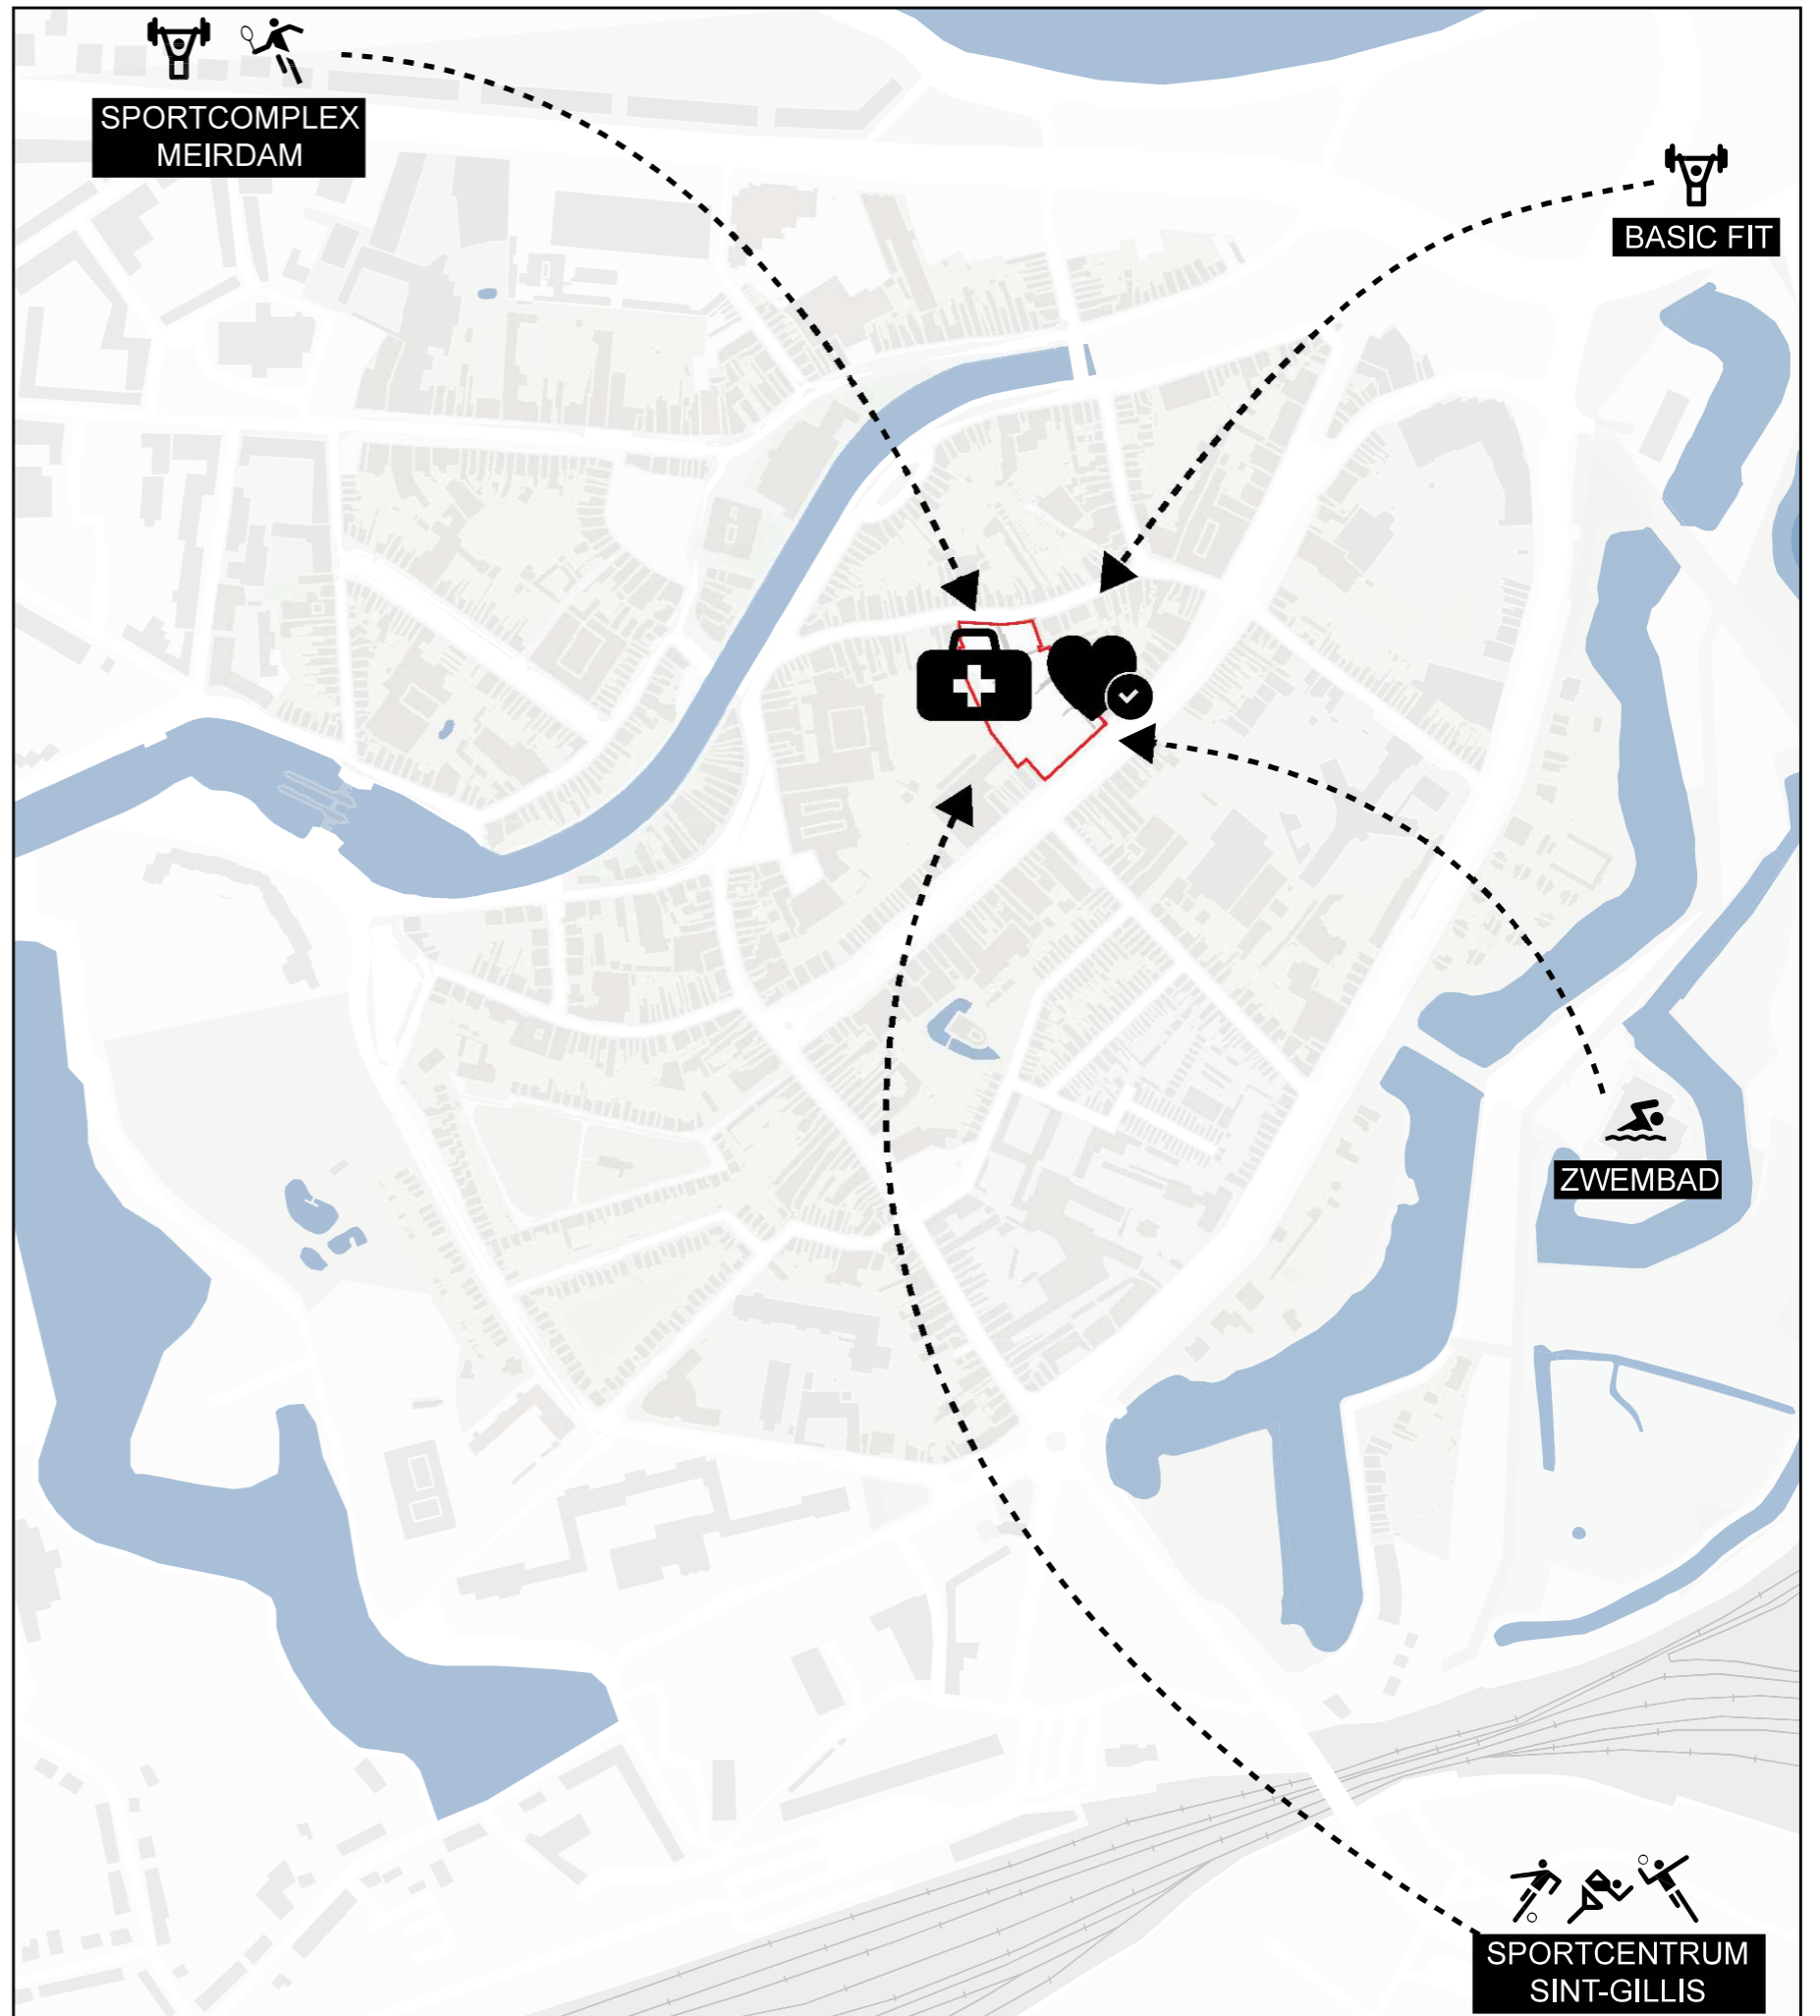 SPORTCOMPLEX
MEIRDAM
BASIC FIT
ZWEMBAD
SPORTCENTRUM
SINT-GILLIS